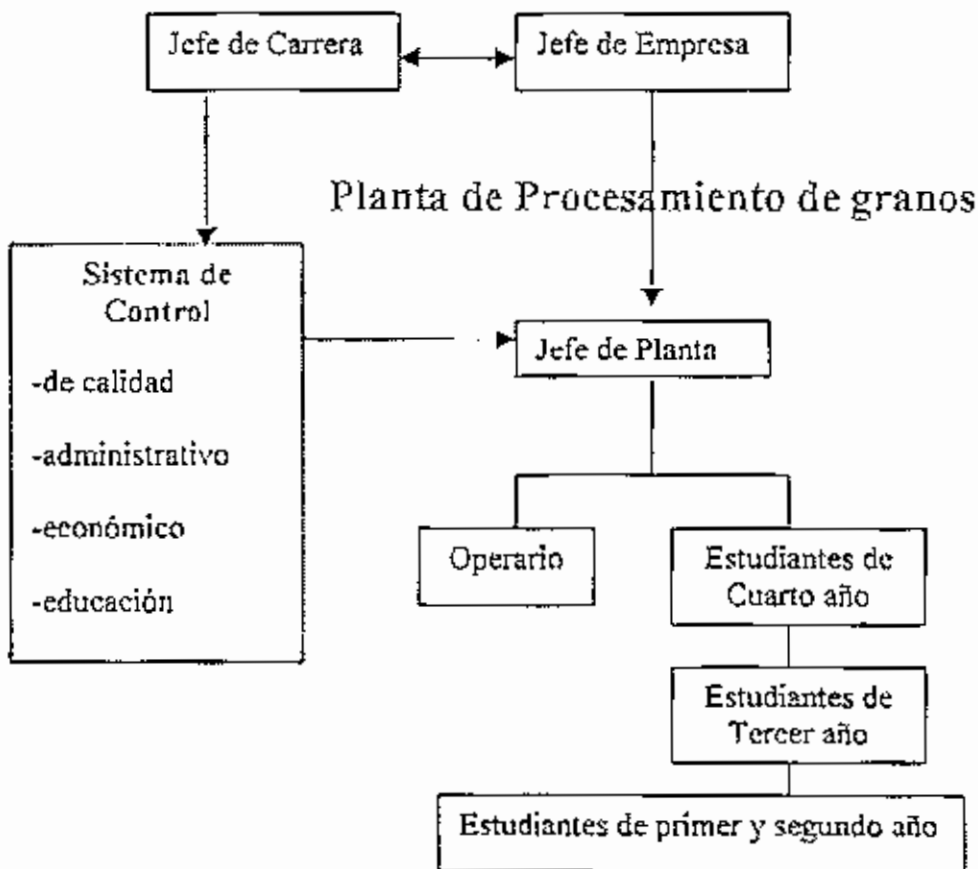 Jefe de Carrera
Jefe de Empresa
Planta de Procesamiento de granos
Sistema de
Control
-de calidad
-administrativo
-económico
-educación
Jefe de Planta
Operario
Estudiantes de
Cuarto año
Estudiantes de
Tercer año
Estudiantes de primer y segundo año